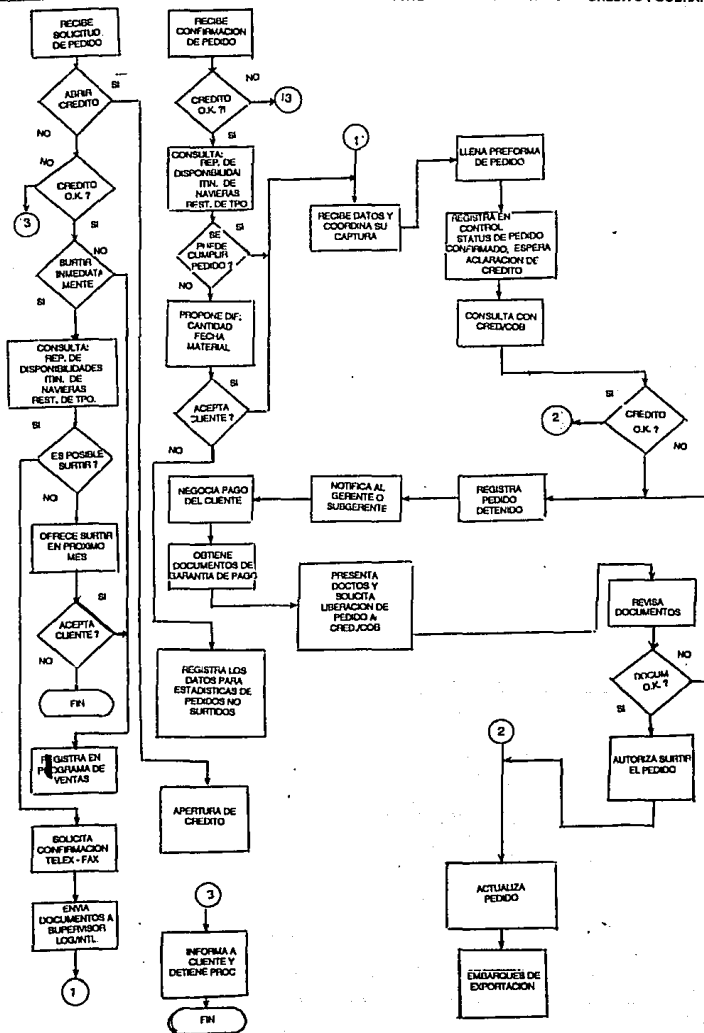 RECIBE
SOLICITUD
DE PEDIDO
ABRIR
CREDITO
SI
NO
NO
CREDITO
O.K. ?
3
SI
NO
SURTIR
INMEDIATA
MENTE
SI
CONSULTA:
REP. DE
DISPONIBILIDADES
ITIN. DE
NAVIERAS
REST. DE TPO.
SI
ES POSIBLE
SURTIR ?
NO
OFRECE SURTIR
EN PROXIMO
MES
SI
ACEPTA
CLIENTE ?
NO
FIN
REGISTRA EN
PROGRAMA DE
VENTAS
SOLICITA
CONFIRMACION
TELEX - FAX
ENVIA
DOCUMENTOS A
SUPERVISOR
LOG/INTL.
1
RECIBE
CONFIRMACION
DE PEDIDO
NO
CREDITO
O.K. ?
3
SI
CONSULTA:
REP. DE
DISPONIBILIDAD
ITIN. DE
NAVIERAS
REST. DE TPO
SI
SE
PUEDE
CUMPLIR
PEDIDO ?
NO
PROPONE DIF:
CANTIDAD
FECHA
MATERIAL
SI
ACEPTA
CLIENTE ?
NO
1
RECIBE DATOS Y
COORDINA SU
CAPTURA
LLENA PREFORMA
DE PEDIDO
REGISTRA EN
CONTROL
STATUS DE PEDIDO
CONFIRMADO, ESPERA
ACLARACION DE
CREDITO
CONSULTA CON
CRED/COB
SI
2
CREDITO
O.K. ?
NO
REGISTRA
PEDIDO
DETENIDO
NOTIFICA AL
GERENTE O
SUBGERENTE
NEGOCIA PAGO
DEL CLIENTE
OBTIENE
DOCUMENTOS DE
GARANTIA DE PAGO
PRESENTA
DOCTOS Y
SOLICITA
LIBERACION DE
PEDIDO A
CRED./COB
REVISA
DOCUMENTOS
NO
DOCUM
O.K. ?
SI
AUTORIZA SURTIR
EL PEDIDO
REGISTRA LOS
DATOS PARA
ESTADISTICAS DE
PEDIDOS NO
SURTIDOS
APERTURA DE
CREDITO
3
INFORMA A
CLIENTE Y
DETIENE PROC
FIN
2
ACTUALIZA
PEDIDO
EMBARQUES DE
EXPORTACION